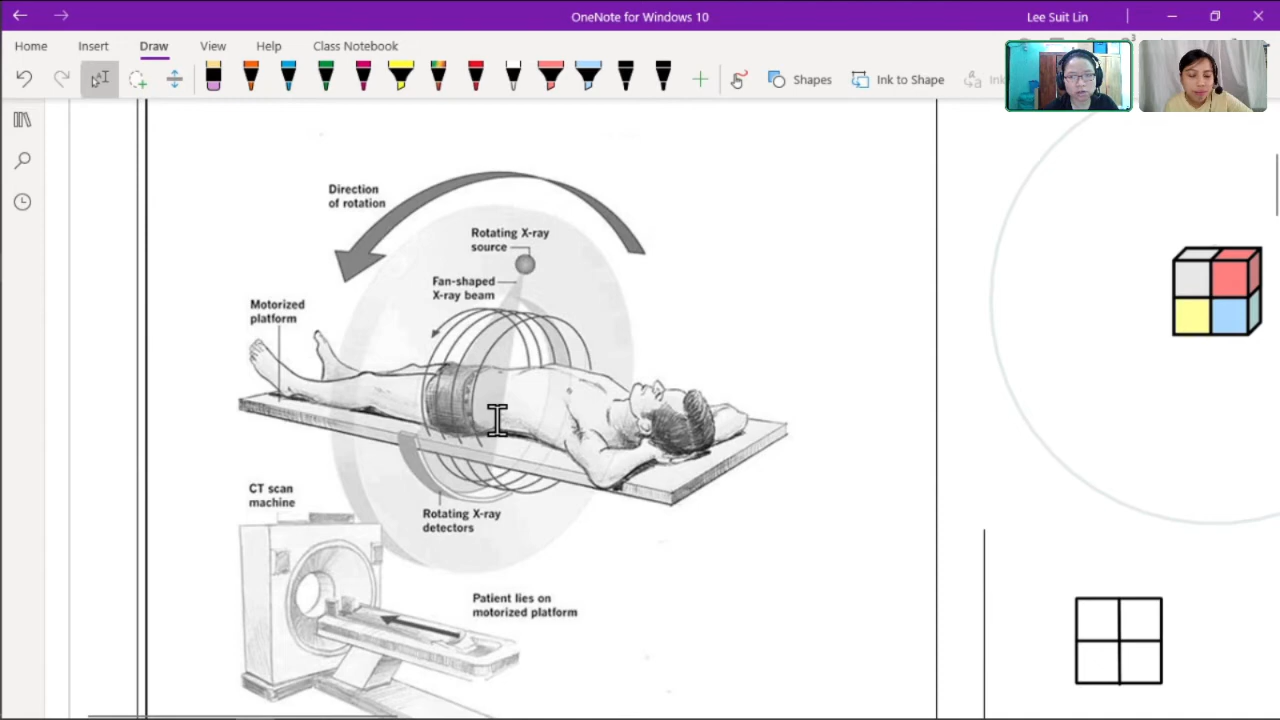 OneNote for Windows 10
Lee Suit Lin
Home
Insert
Draw
View
Help
Class Notebook
Shapes
Ink to Shape
Ink
Direction
of rotation
Rotating X-ray
source
Fan-shaped
X-ray beam
Motorized
platform
CT scan
machine
Rotating X-ray
detectors
Patient lies on
motorized platform